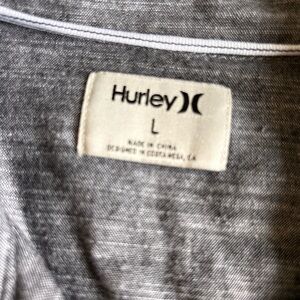 Hurley
L
MADE IN CHINA
DESIGNED IN COSTA MESA, CA